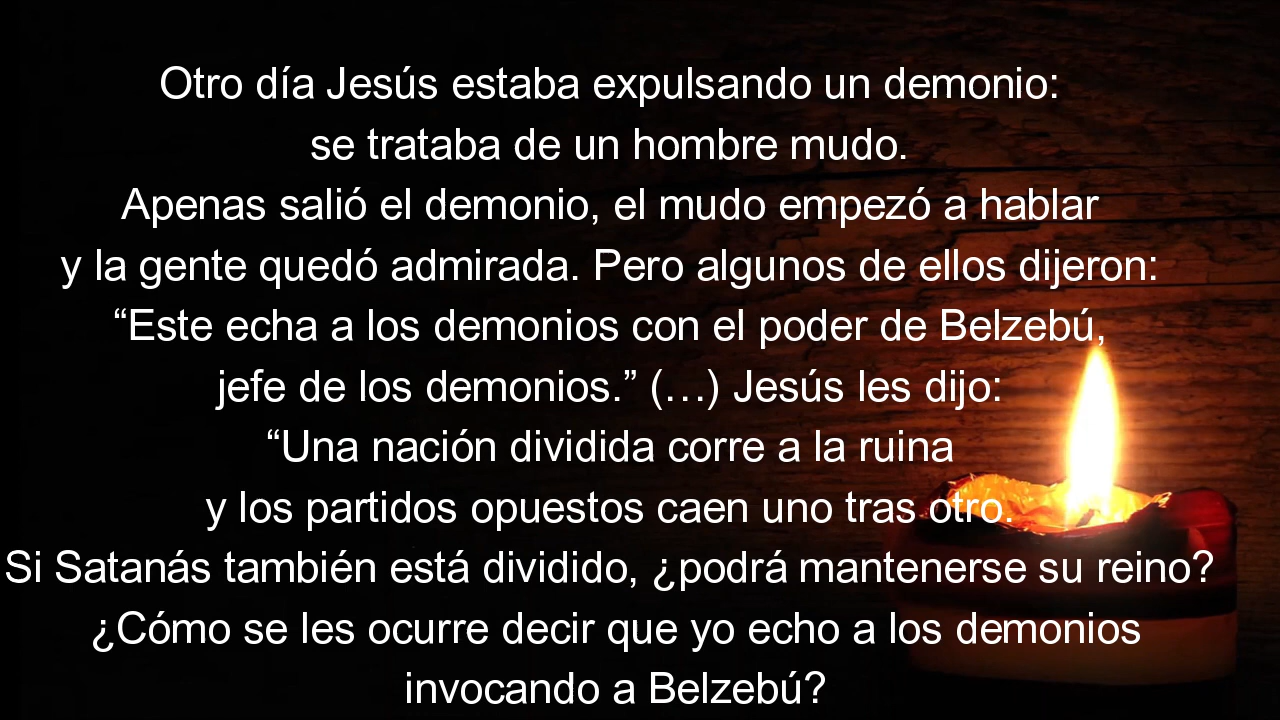 Otro día Jesús estaba expulsando un demonio:
se trataba de un hombre mudo.
Apenas salió el demonio, el mudo empezó a hablar
y la gente quedó admirada. Pero algunos de ellos dijeron:
“Este echa a los demonios con el poder de Belzebú,
jefe de los demonios.” (…) Jesús les dijo:
“Una nación dividida corre a la ruina
y los partidos opuestos caen uno tras otro.
Si Satanás también está dividido, ¿podrá mantenerse su reino?
¿Cómo se les ocurre decir que yo echo a los demonios
invocando a Belzebú?